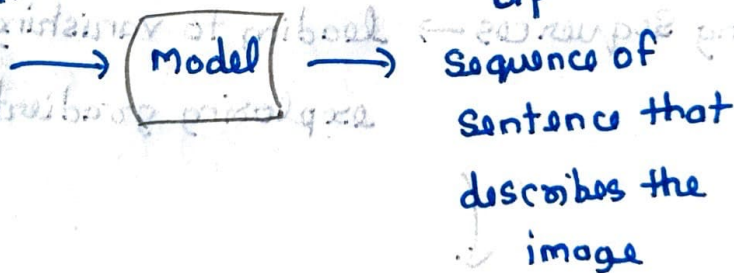 Model
sequence of
sentence that
describes the
image